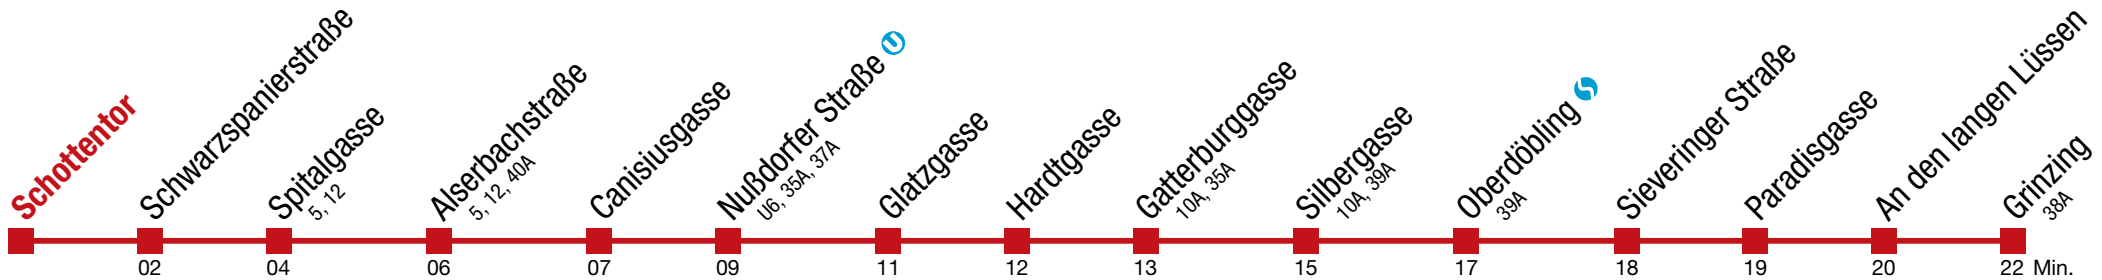 Schottentor
Schwarzspanierstraße
Spitalgasse
5, 12
Alserbachstraße
5, 12, 40A
Canisiusgasse
Nußdorfer Straße U
U6, 35A, 37A
Glatzgasse
Hardtgasse
Gatterburggasse
10A, 35A
Silbergasse
10A, 39A
Oberdöbling S
39A
Sieveringer Straße
Paradisgasse
An den langen Lüssen
Grinzing
38A
02 04 06 07 09 11 12 13 15 17 18 19 20 22 Min.